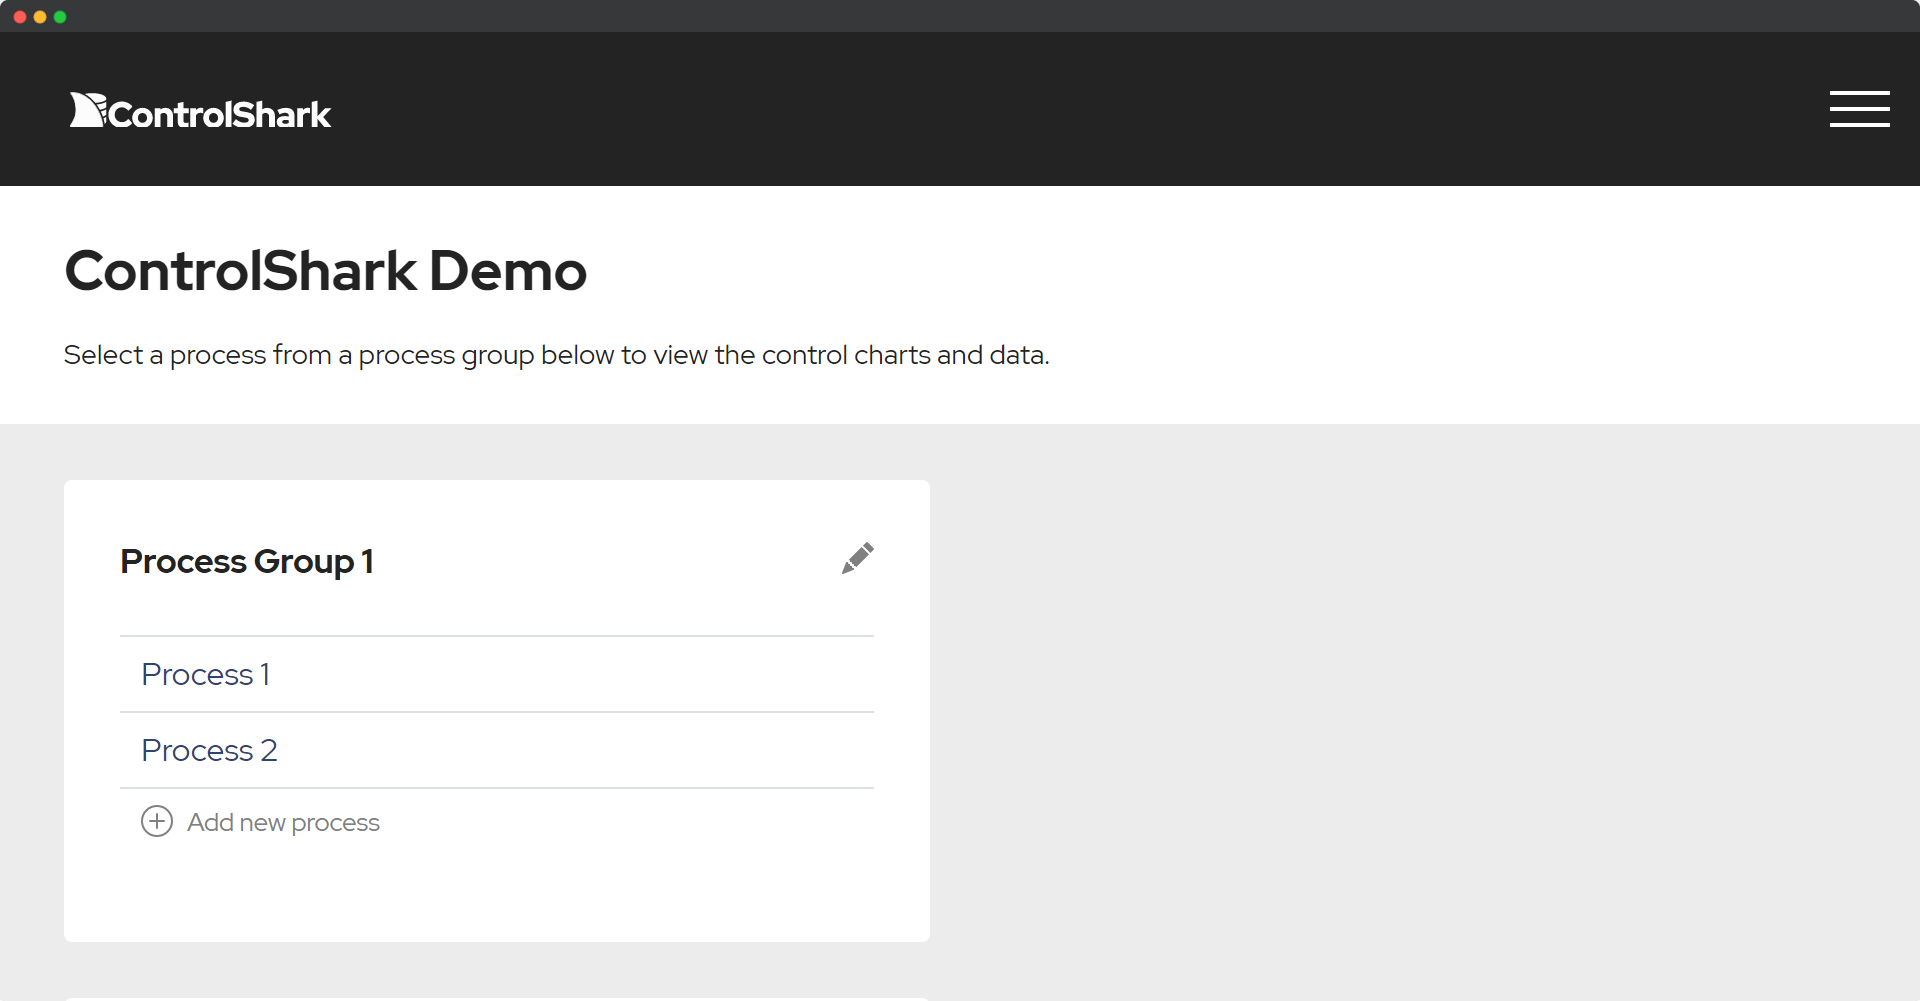 ControlShark
ControlShark Demo
Select a process from a process group below to view the control charts and data.
Process Group 1
Process 1
Process 2
Add new process